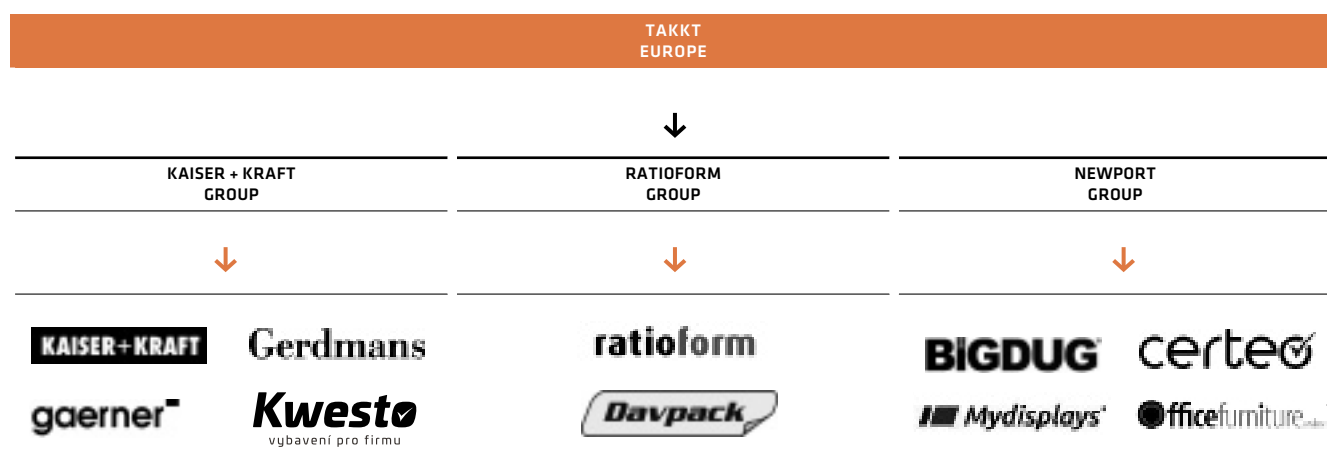 TAKKT
EUROPE
KAISER + KRAFT
GROUP
RATIOFORM
GROUP
NEWPORT
GROUP
KAISER+KRAFT
Gerdmans
gaerner
Kwesto
vybavení pro firmu
ratioform
Davpack
BiGDUG
certeo
Mydisplays
Officefurniture